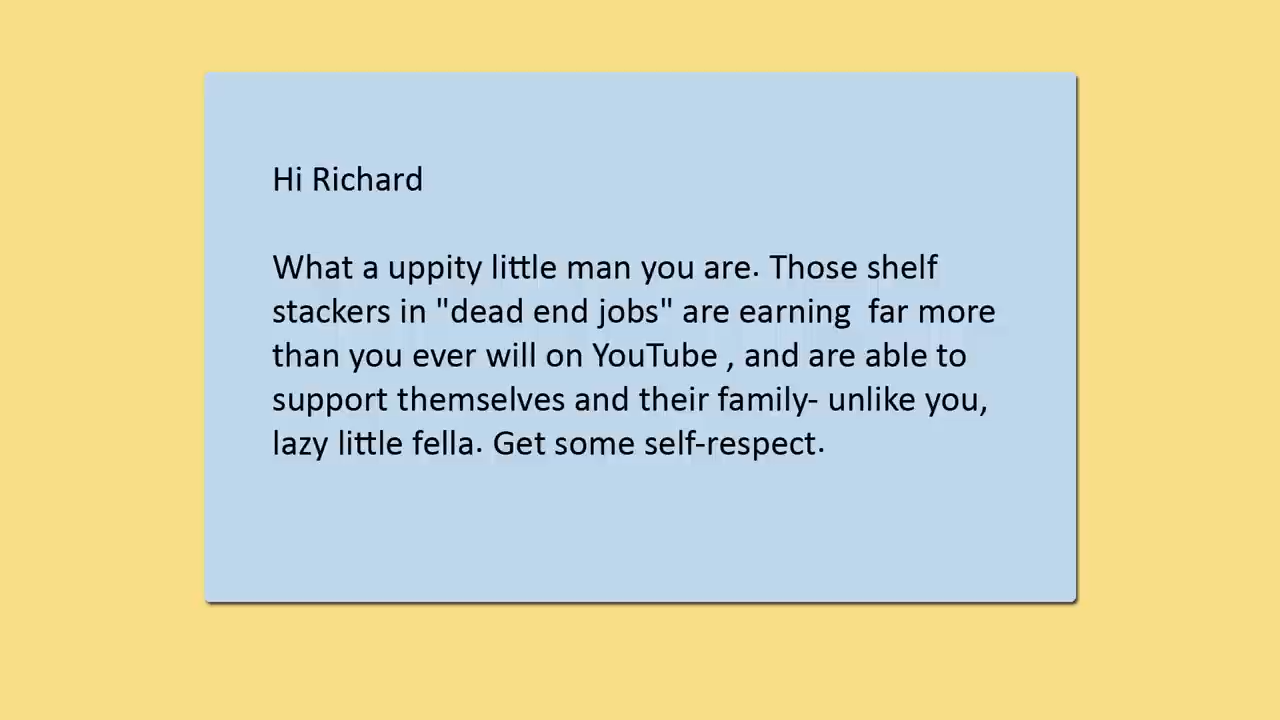 Hi Richard
What a uppity little man you are. Those shelf
stackers in "dead end jobs" are earning  far more
than you ever will on YouTube , and are able to
support themselves and their family- unlike you,
lazy little fella. Get some self-respect.